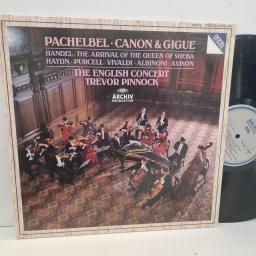 PACHELBEL · CANON & GIGUE
HANDEL · THE ARRIVAL OF THE QUEEN OF SHEBA
HAYDN · PURCELL · VIVALDI · ALBINONI · AVISON
THE ENGLISH CONCERT
TREVOR PINNOCK
ARCHIV
PRODUKTION